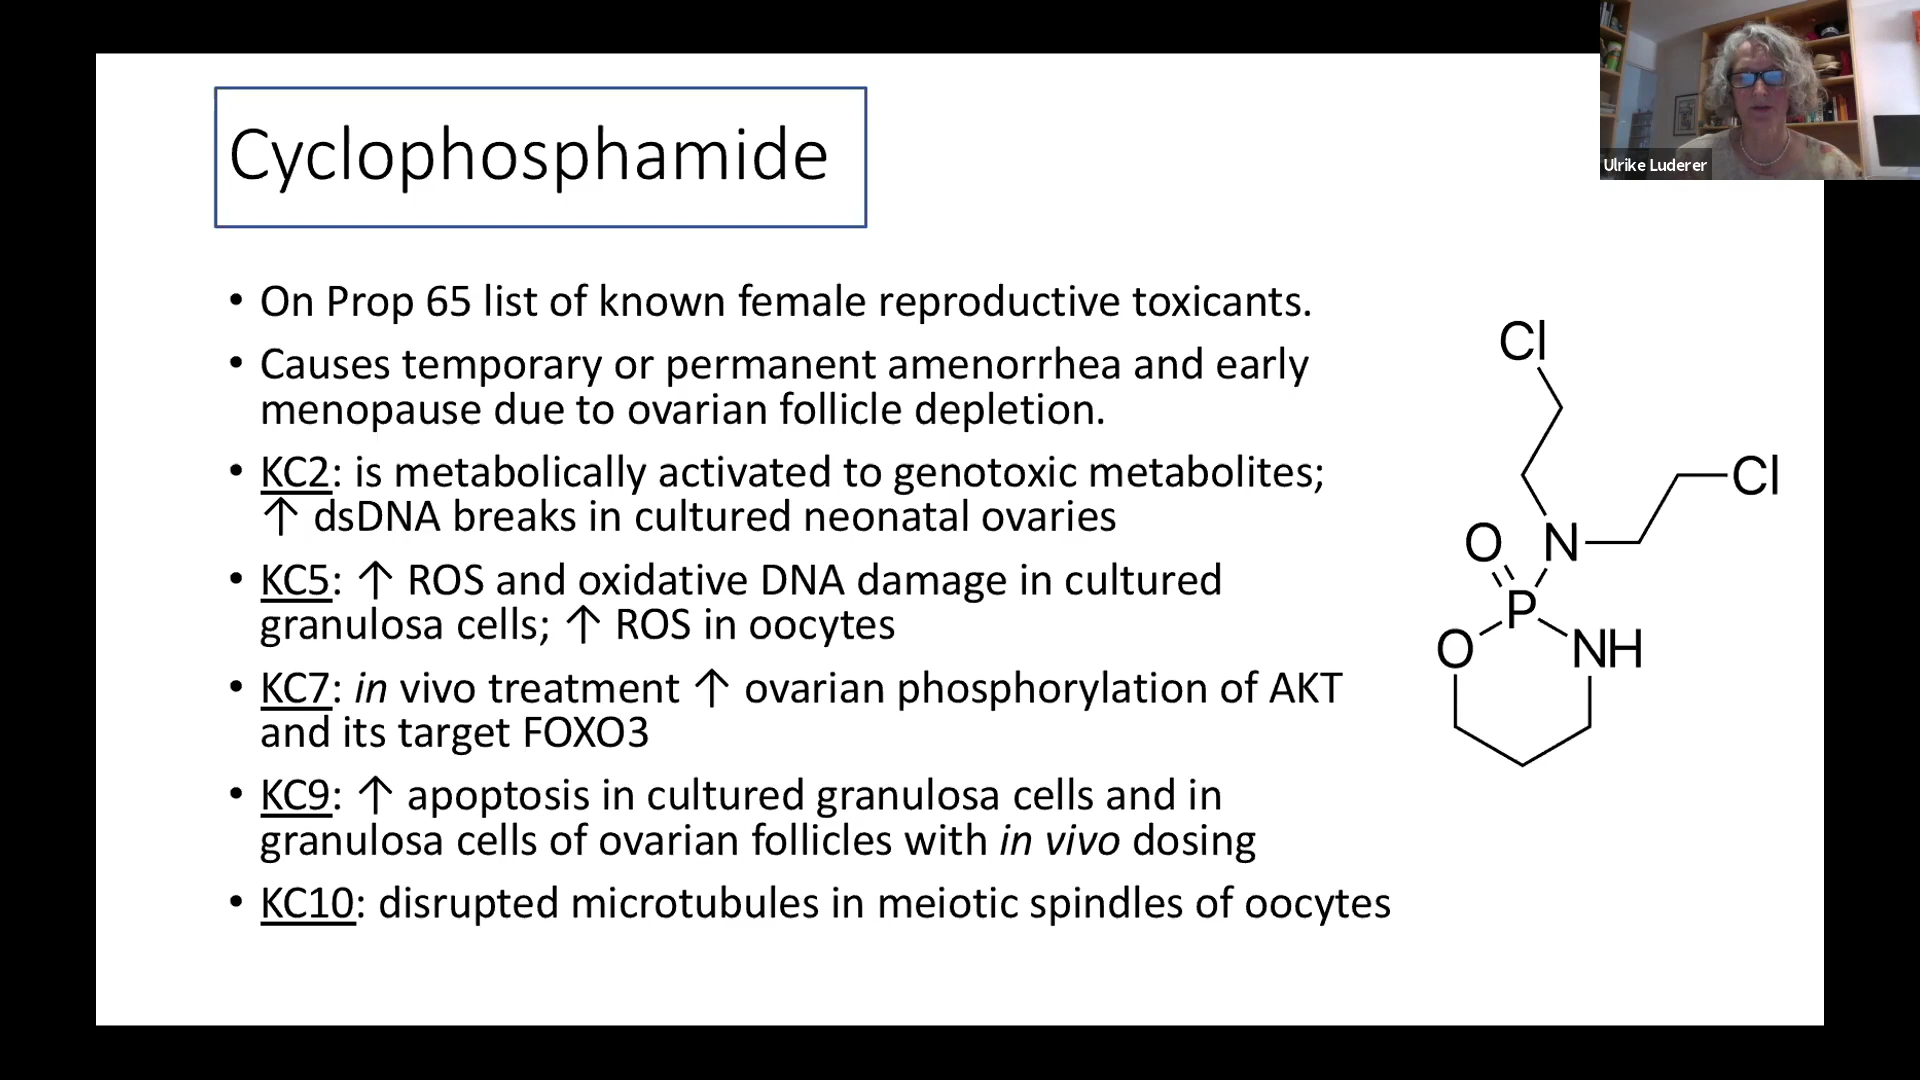 Cyclophosphamide
Ulrike Luderer
• On Prop 65 list of known female reproductive toxicants.
• Causes temporary or permanent amenorrhea and early
menopause due to ovarian follicle depletion.
• KC2: is metabolically activated to genotoxic metabolites;
↑ dsDNA breaks in cultured neonatal ovaries
• KC5: ↑ ROS and oxidative DNA damage in cultured
granulosa cells; ↑ ROS in oocytes
• KC7: in vivo treatment ↑ ovarian phosphorylation of AKT
and its target FOXO3
• KC9: ↑ apoptosis in cultured granulosa cells and in
granulosa cells of ovarian follicles with in vivo dosing
• KC10: disrupted microtubules in meiotic spindles of oocytes
Cl
Cl
O N
P
O NH